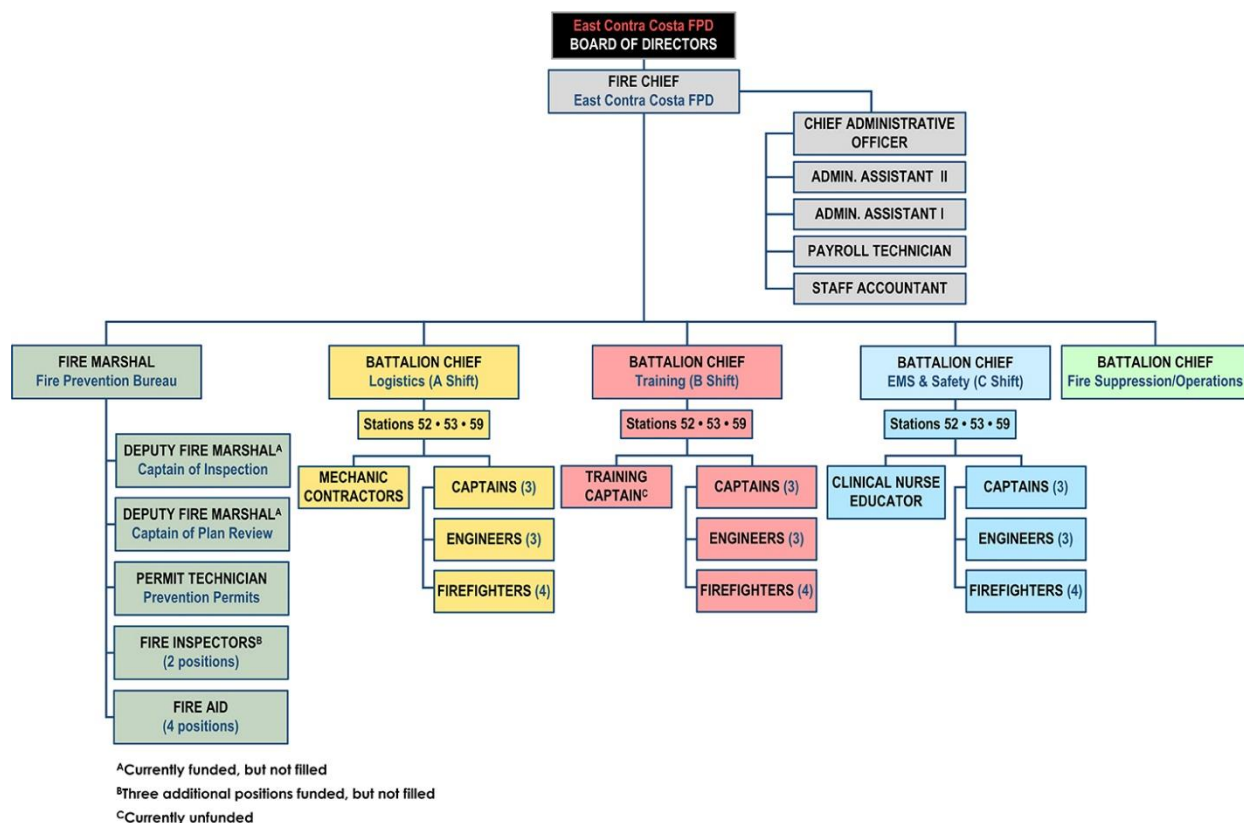 East Contra Costa FPD
BOARD OF DIRECTORS
FIRE CHIEF
East Contra Costa FPD
CHIEF ADMINISTRATIVE
OFFICER
ADMIN. ASSISTANT II
ADMIN. ASSISTANT I
PAYROLL TECHNICIAN
STAFF ACCOUNTANT
FIRE MARSHAL
Fire Prevention Bureau
DEPUTY FIRE MARSHALᴬ
Captain of Inspection
DEPUTY FIRE MARSHALᴬ
Captain of Plan Review
PERMIT TECHNICIAN
Prevention Permits
FIRE INSPECTORSᴮ
(2 positions)
FIRE AID
(4 positions)
BATTALION CHIEF
Logistics (A Shift)
Stations 52 • 53 • 59
MECHANIC
CONTRACTORS
CAPTAINS (3)
ENGINEERS (3)
FIREFIGHTERS (4)
BATTALION CHIEF
Training (B Shift)
Stations 52 • 53 • 59
TRAINING
CAPTAINᶜ
CAPTAINS (3)
ENGINEERS (3)
FIREFIGHTERS (4)
BATTALION CHIEF
EMS & Safety (C Shift)
Stations 52 • 53 • 59
CLINICAL NURSE
EDUCATOR
CAPTAINS (3)
ENGINEERS (3)
FIREFIGHTERS (4)
BATTALION CHIEF
Fire Suppression/Operations
ᴬCurrently funded, but not filled
ᴮThree additional positions funded, but not filled
ᶜCurrently unfunded